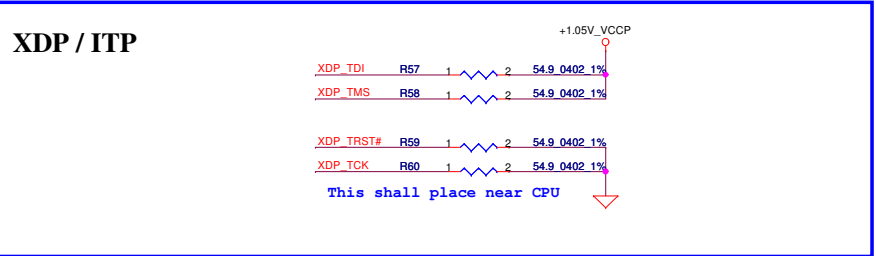 +1.05V_VCCP
XDP / ITP
XDP_TDI R57 1 2 54.9_0402_1%
XDP_TMS R58 1 2 54.9_0402_1%
XDP_TRST# R59 1 2 54.9_0402_1%
XDP_TCK R60 1 2 54.9_0402_1%
This shall place near CPU